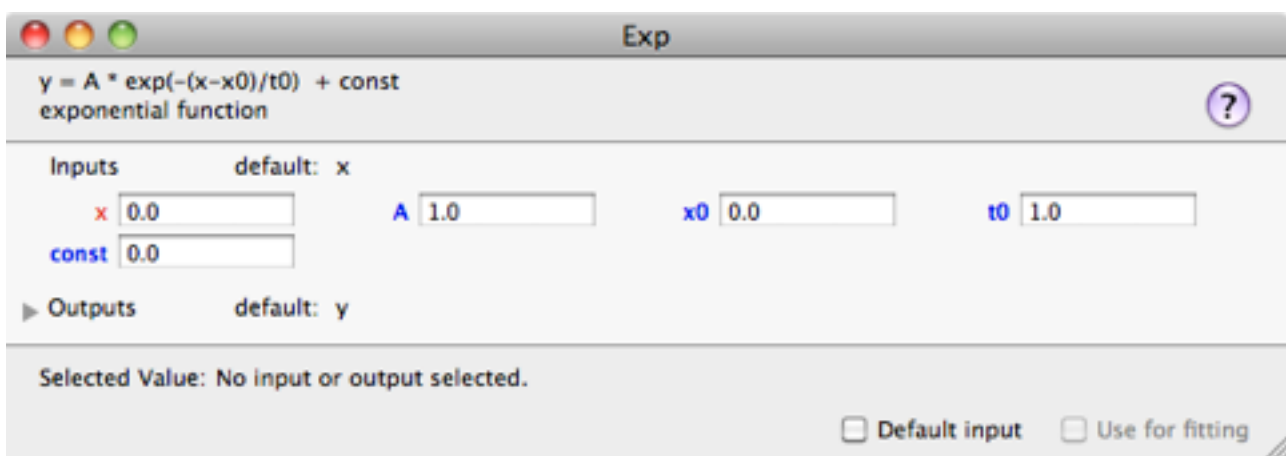 Exp
y = A * exp(-(x-x0)/t0) + const
exponential function
?
Inputs default: x
x 0.0 A 1.0 x0 0.0 t0 1.0
const 0.0
Outputs default: y
Selected Value: No input or output selected.
Default input Use for fitting